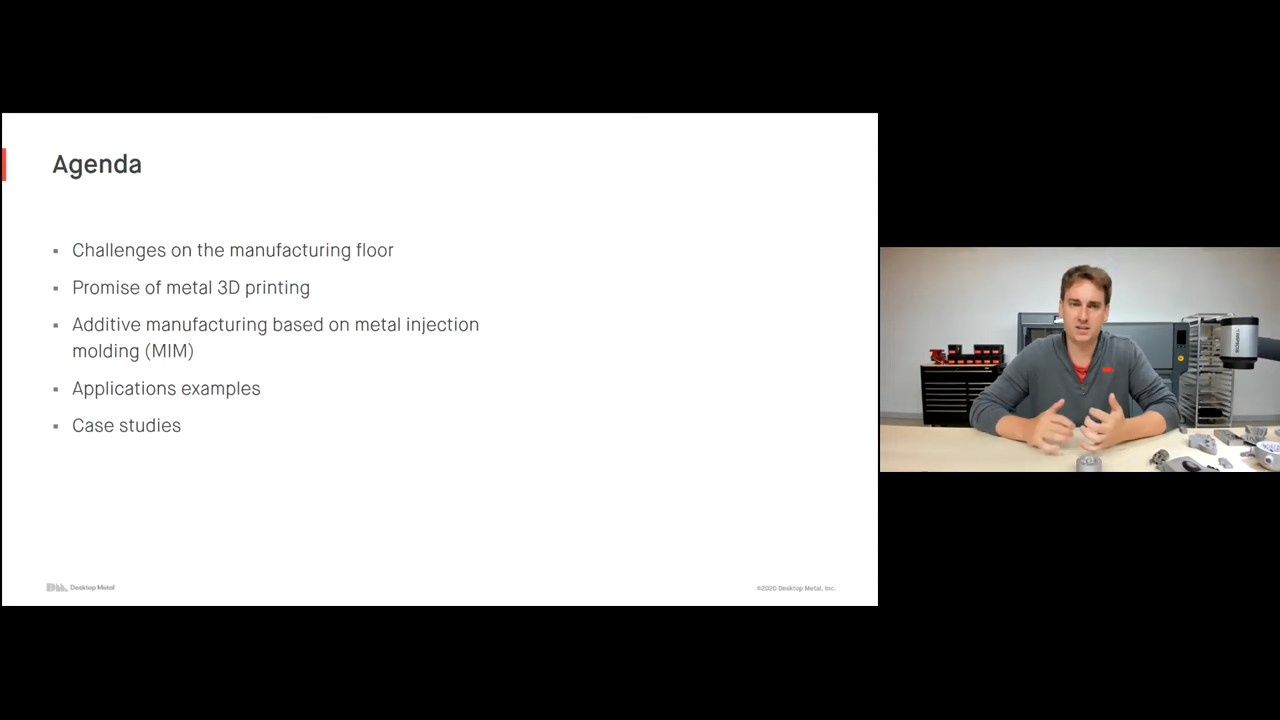 Agenda
Challenges on the manufacturing floor
Promise of metal 3D printing
Additive manufacturing based on metal injection
molding (MIM)
Applications examples
Case studies
Desktop Metal
©2020 Desktop Metal, Inc.